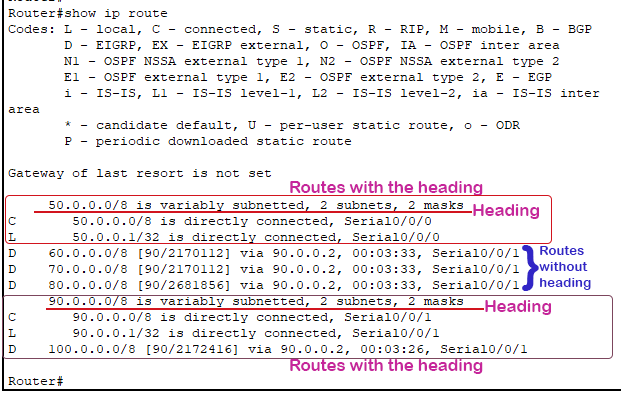 Router#show ip route
Codes: L - local, C - connected, S - static, R - RIP, M - mobile, B - BGP
D - EIGRP, EX - EIGRP external, O - OSPF, IA - OSPF inter area
N1 - OSPF NSSA external type 1, N2 - OSPF NSSA external type 2
E1 - OSPF external type 1, E2 - OSPF external type 2, E - EGP
i - IS-IS, L1 - IS-IS level-1, L2 - IS-IS level-2, ia - IS-IS inter
area
* - candidate default, U - per-user static route, o - ODR
P - periodic downloaded static route
Gateway of last resort is not set
Routes with the heading
50.0.0.0/8 is variably subnetted, 2 subnets, 2 masks
Heading
C 50.0.0.0/8 is directly connected, Serial0/0/0
L 50.0.0.1/32 is directly connected, Serial0/0/0
D 60.0.0.0/8 [90/2170112] via 90.0.0.2, 00:03:33, Serial0/0/1
D 70.0.0.0/8 [90/2170112] via 90.0.0.2, 00:03:33, Serial0/0/1
D 80.0.0.0/8 [90/2681856] via 90.0.0.2, 00:03:33, Serial0/0/1
Routes
without
heading
90.0.0.0/8 is variably subnetted, 2 subnets, 2 masks
Heading
C 90.0.0.0/8 is directly connected, Serial0/0/1
L 90.0.0.1/32 is directly connected, Serial0/0/1
D 100.0.0.0/8 [90/2172416] via 90.0.0.2, 00:03:26, Serial0/0/1
Routes with the heading
Router#